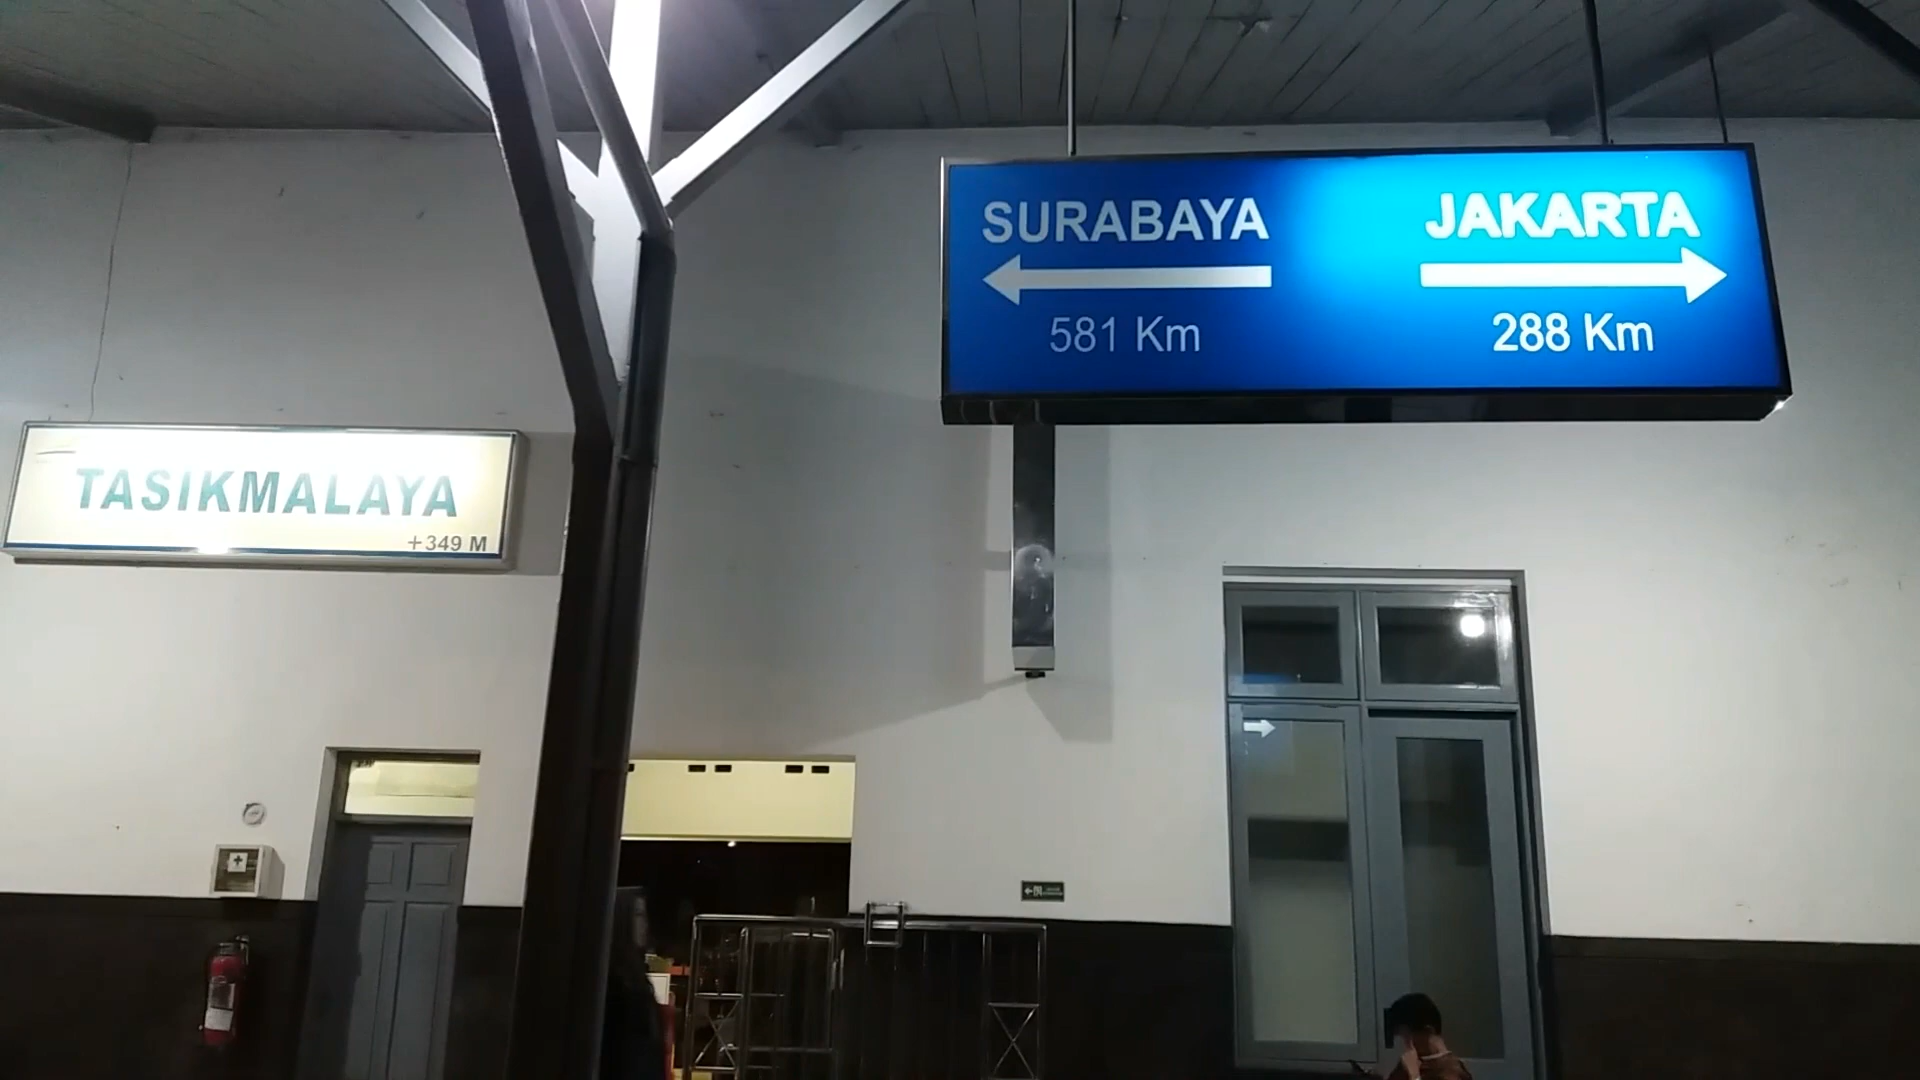 TASIKMALAYA
+349 M
SURABAYA
581 Km
JAKARTA
288 Km